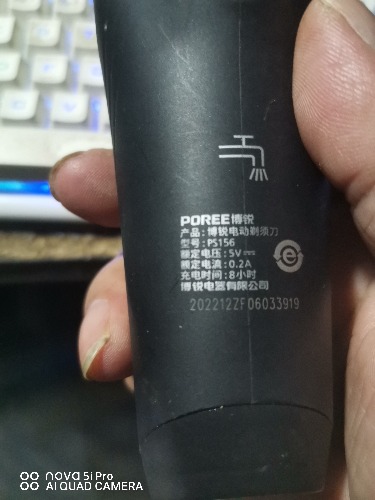 POREE博锐
产品：博锐电动剃须刀
型号：PS156
额定电压：5V⎓
额定电流：0.2A
充电时间：8小时
博锐电器有限公司
202212ZF06033919
nova 5i Pro
AI QUAD CAMERA